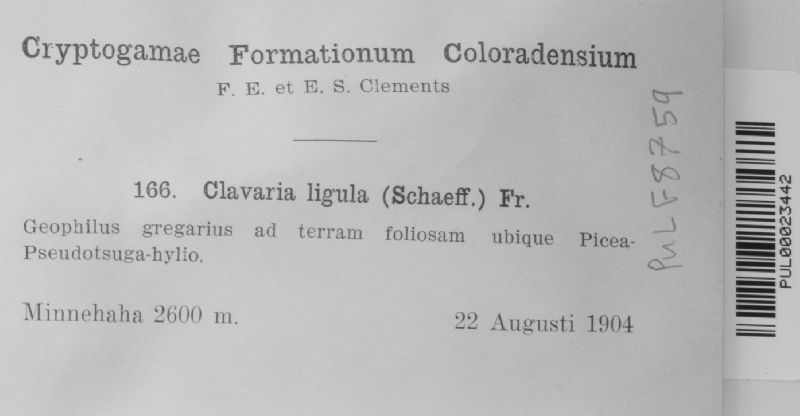 Cryptogamae Formationum Coloradensium
F. E. et E. S. Clements
166. Clavaria ligula (Schaeff.) Fr.
Geophilus gregarius ad terram foliosam ubique Picea-
Pseudotsuga-hylio.
Minnehaha 2600 m.
22 Augusti 1904
PUL F8759
PUL00023442